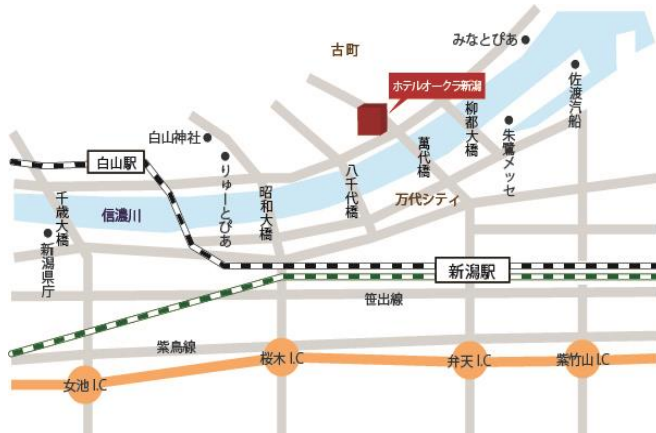 みなとぴあ
古町
ホテルオークラ新潟
佐渡汽船
柳都大橋
朱鷺メッセ
白山神社
白山駅
りゅーとぴあ
萬代橋
八千代橋
昭和大橋
万代シティ
千歳大橋
信濃川
新潟県庁
新潟駅
笹出線
紫鳥線
女池 I.C
桜木 I.C
弁天 I.C
紫竹山I.C